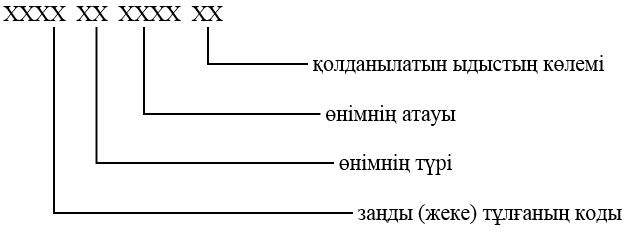 XXXX XX XXXX XX
қолданылатын ыдыстың көлемі
өнімнің атауы
өнімнің түрі
заңды (жеке) тұлғаның коды